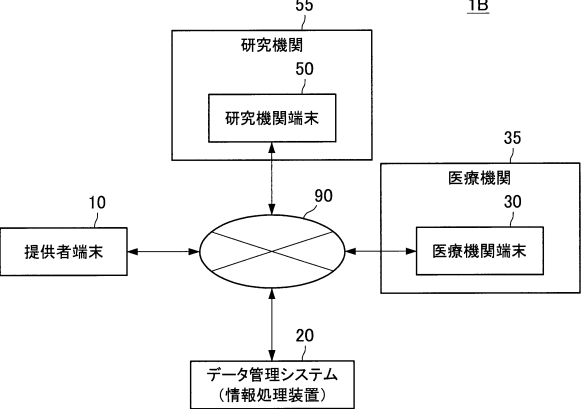 55
1B
研究機関
50
研究機関端末
35
医療機関
10
90
30
提供者端末
医療機関端末
20
データ管理システム
(情報処理装置)